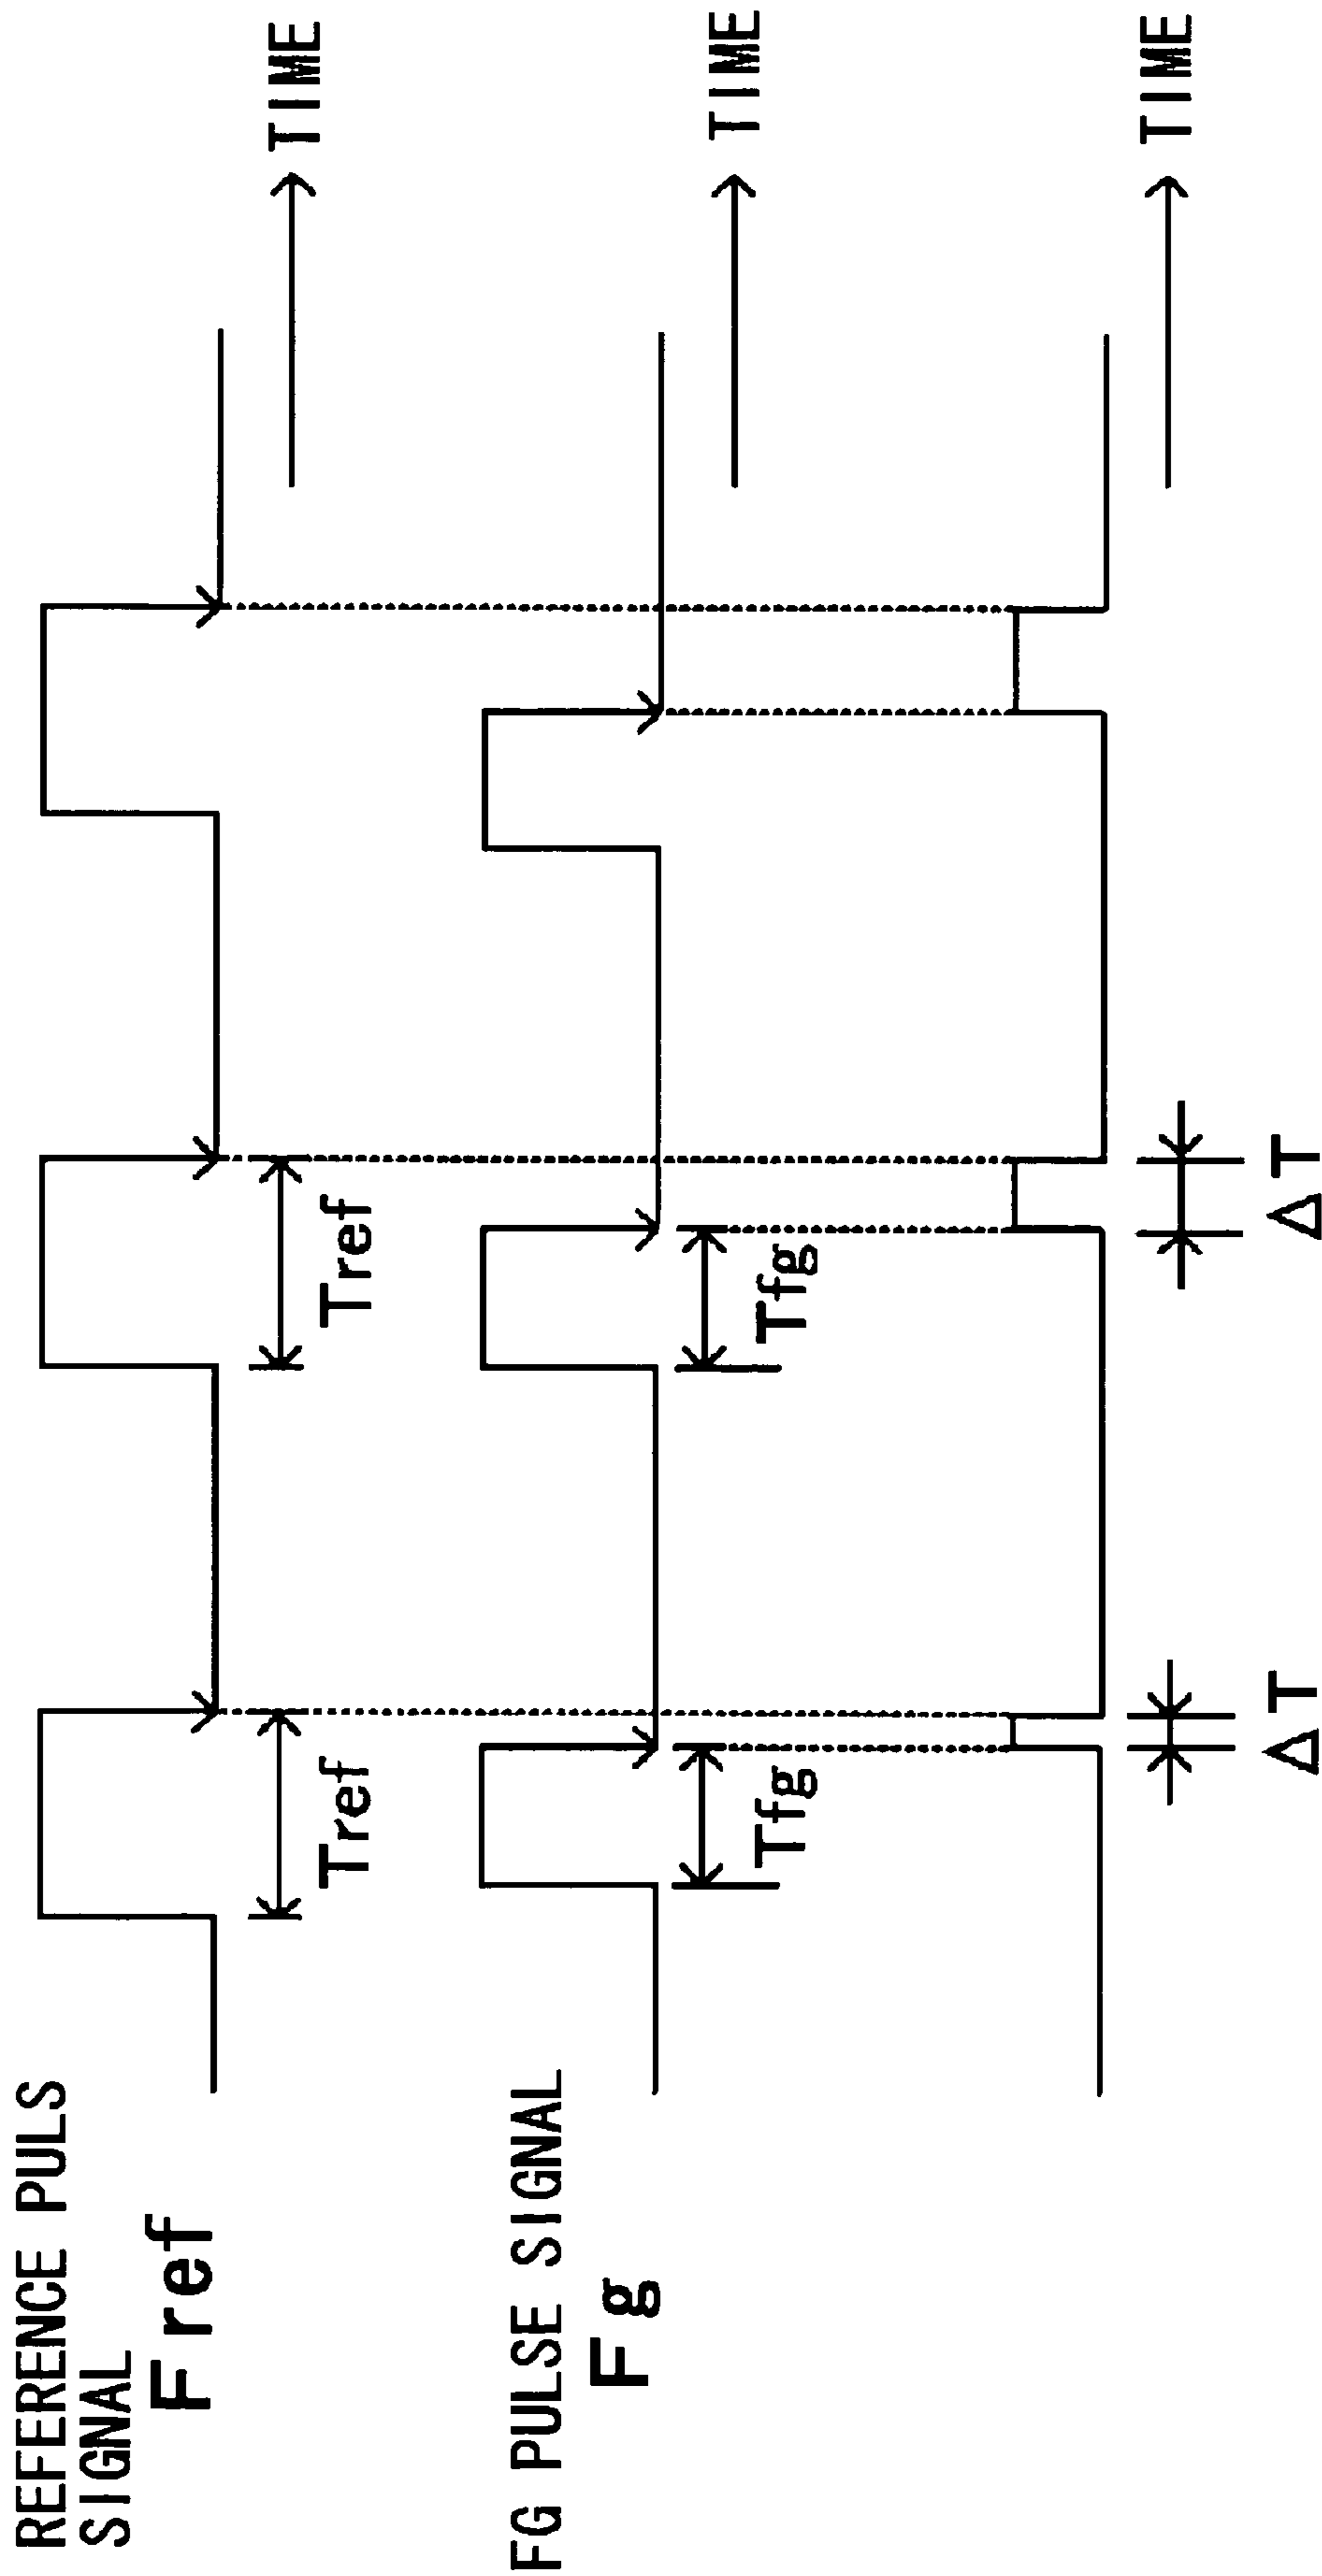 REFERENCE PULS
SIGNAL
Fref
Tref
Tref
TIME
FG PULSE SIGNAL
Fg
Tfg
Tfg
TIME
ΔT
ΔT
TIME